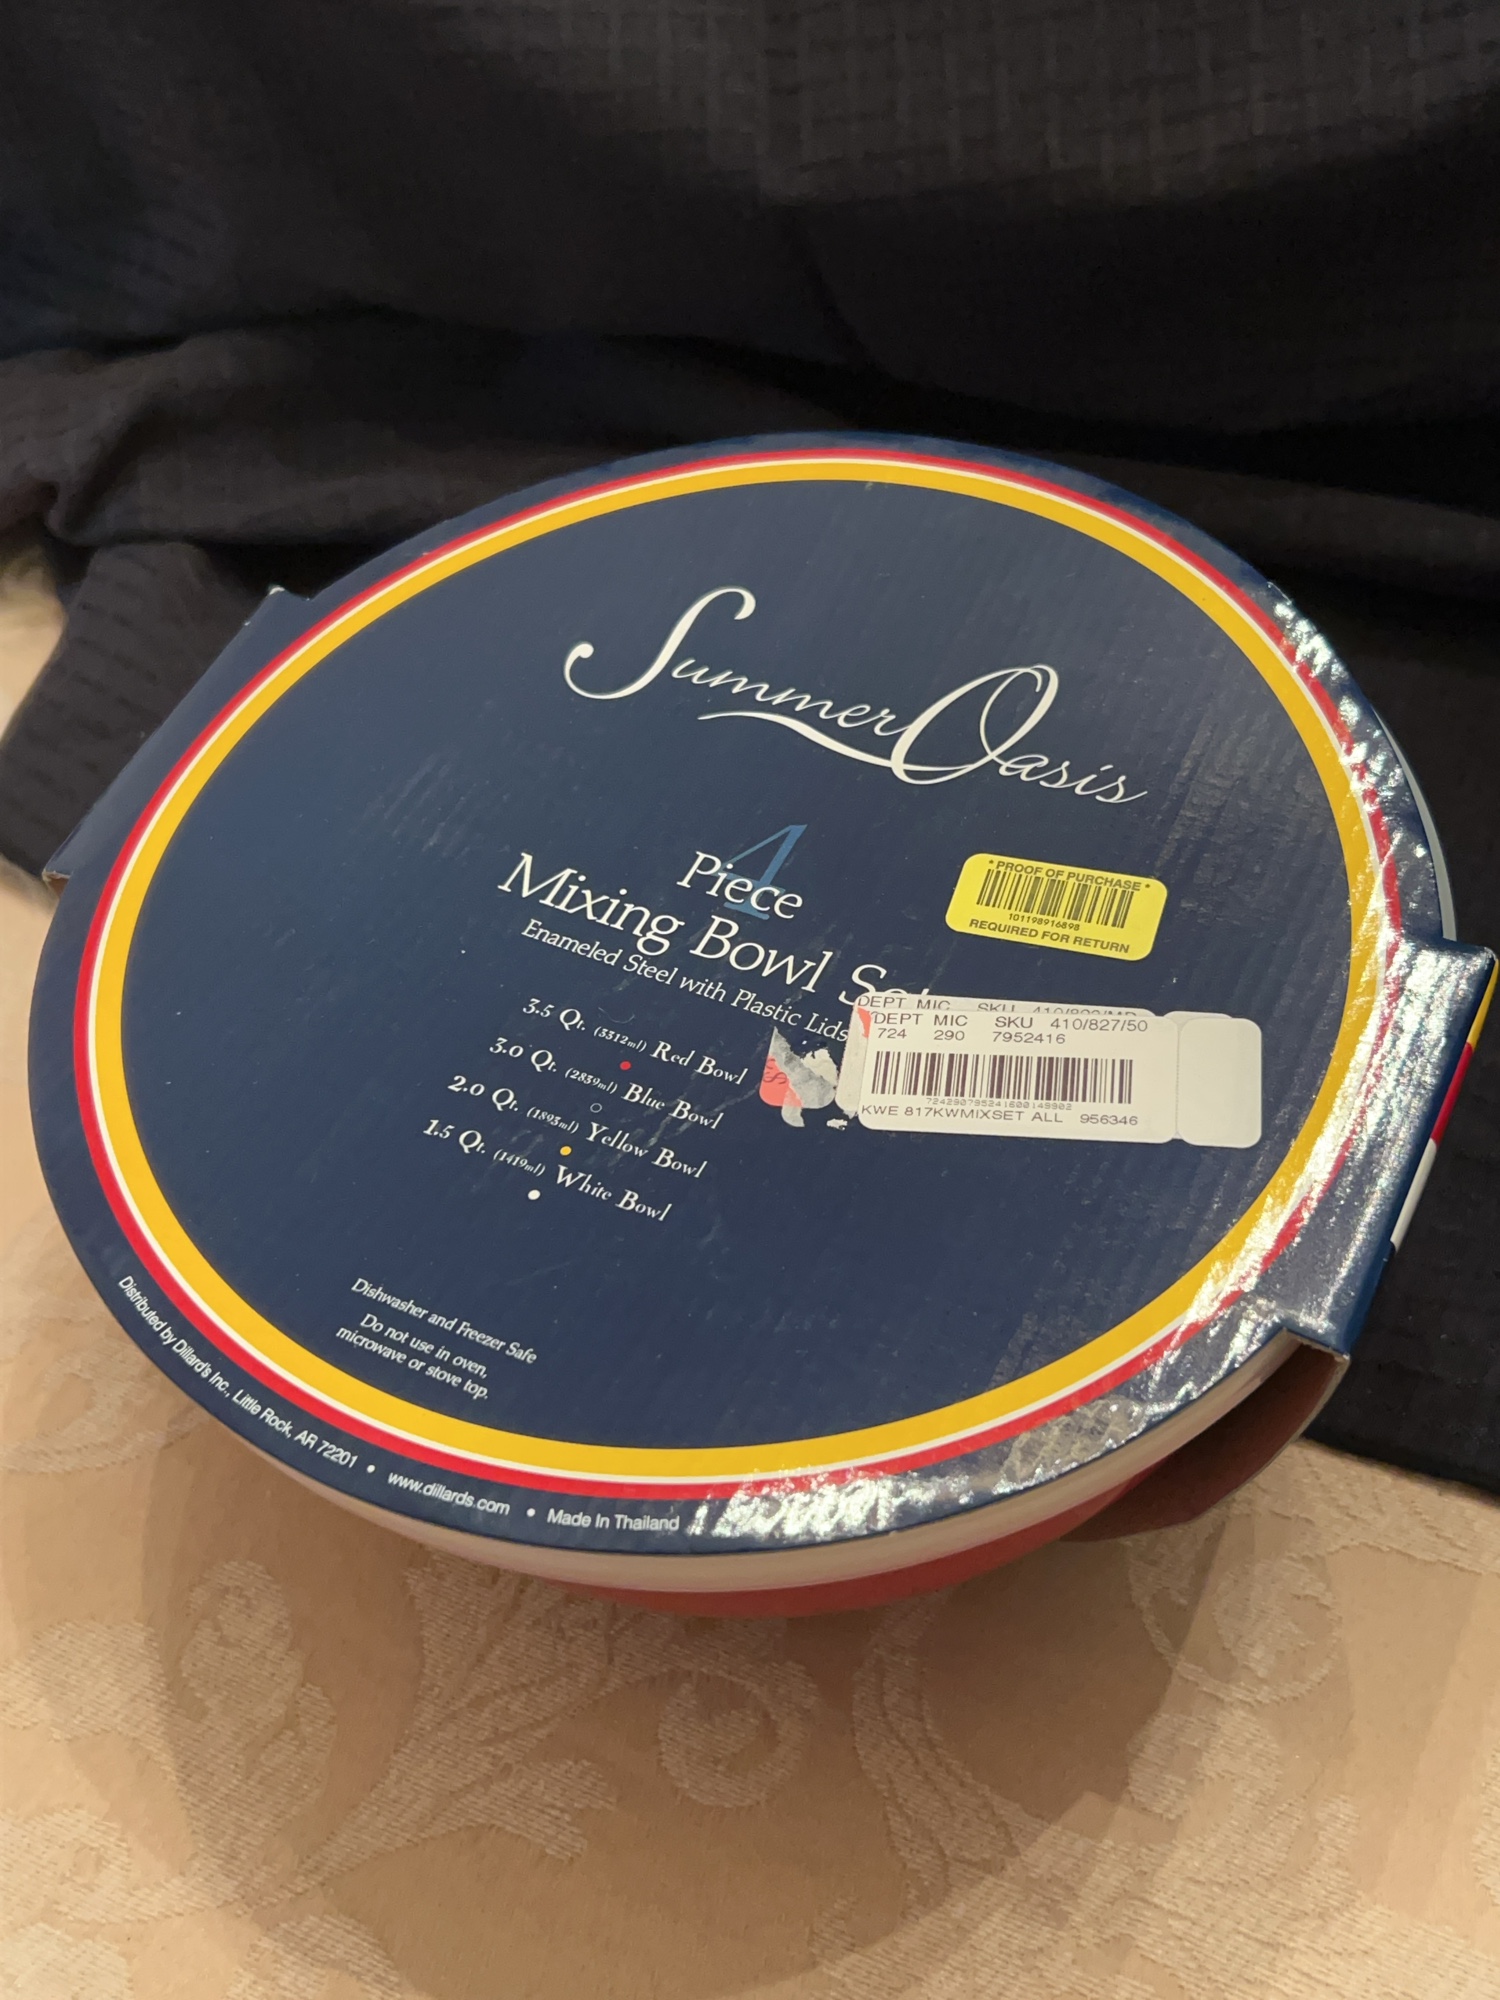 Summer Oasis
4
Piece
Mixing Bowl Set
Enameled Steel with Plastic Lids
3.5 Qt. (3312ml) Red Bowl
3.0 Qt. (2839ml) Blue Bowl
2.0 Qt. (1893ml) Yellow Bowl
1.5 Qt. (1419ml) White Bowl
* PROOF OF PURCHASE *
101198916898
REQUIRED FOR RETURN
DEPT MIC SKU
DEPT MIC SKU 410/827/50
724 290 7952416
KWE 817KWMIXSET ALL 956346
Dishwasher and Freezer Safe
Do not use in oven,
microwave or stove top.
Distributed by Dillard's Inc., Little Rock, AR 72201 • www.dillards.com • Made In Thailand